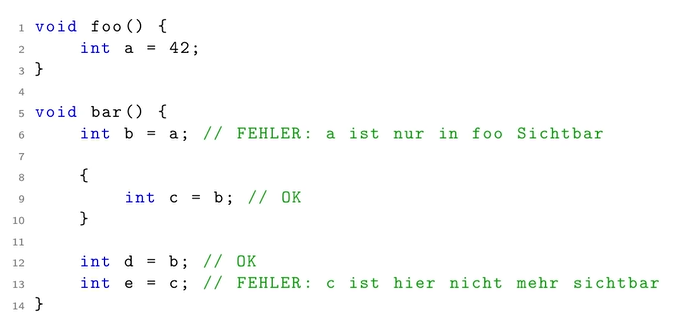 1 void foo() {
2 int a = 42;
3 }
4
5 void bar() {
6 int b = a; // FEHLER: a ist nur in foo Sichtbar
7
8 {
9 int c = b; // OK
10 }
11
12 int d = b; // OK
13 int e = c; // FEHLER: c ist hier nicht mehr sichtbar
14 }